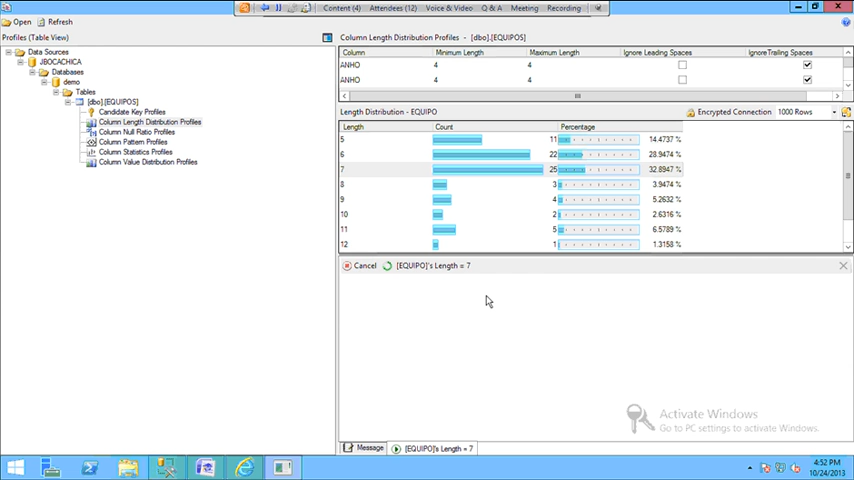 Content (4) Attendees (12) Voice & Video Q & A Meeting Recording
Open Refresh
Profiles (Table View)
Data Sources
JBOCACHICA
Databases
demo
Tables
[dbo].[EQUIPOS]
Candidate Key Profiles
Column Length Distribution Profiles
Column Null Ratio Profiles
Column Pattern Profiles
Column Statistics Profiles
Column Value Distribution Profiles
Column Length Distribution Profiles - [dbo].[EQUIPOS]
Column Minimum Length Maximum Length Ignore Leading Spaces IgnoreTrailing Spaces
ANHO 4 4
ANHO 4 4
Length Distribution - EQUIPO Encrypted Connection 1000 Rows
Length Count Percentage
5 11 14.4737 %
6 22 28.9474 %
7 25 32.8947 %
8 3 3.9474 %
9 4 5.2632 %
10 2 2.6316 %
11 5 6.5789 %
12 1 1.3158 %
Cancel [EQUIPO]'s Length = 7
Activate Windows
Go to PC settings to activate Windows.
Message [EQUIPO]'s Length = 7
4:52 PM
10/24/2013